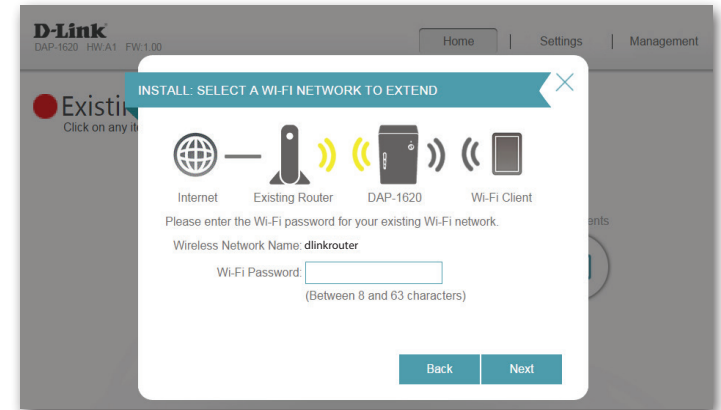 D-Link
DAP-1620 HW:A1 FW:1.00
Home | Settings | Management
INSTALL: SELECT A WI-FI NETWORK TO EXTEND
Existin
Click on any ite
Internet Existing Router DAP-1620 Wi-Fi Client
Please enter the Wi-Fi password for your existing Wi-Fi network.
ents
Wireless Network Name: dlinkrouter
Wi-Fi Password:
(Between 8 and 63 characters)
Back Next